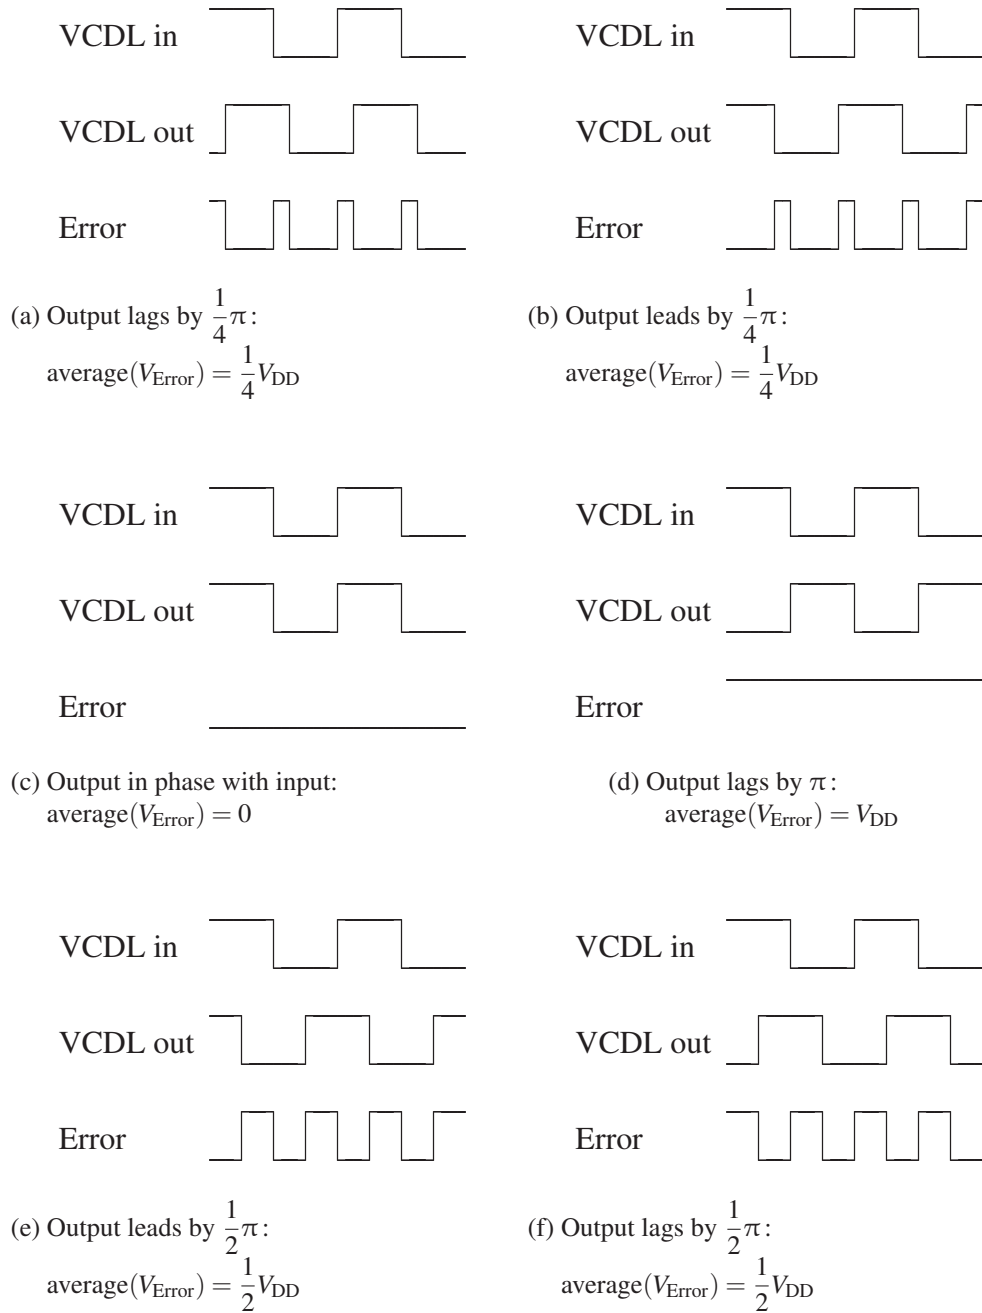 VCDL in
VCDL out
Error
(a) Output lags by 1/4 π:
average(V_Error) = 1/4 V_DD
VCDL in
VCDL out
Error
(b) Output leads by 1/4 π:
average(V_Error) = 1/4 V_DD
VCDL in
VCDL out
Error
(c) Output in phase with input:
average(V_Error) = 0
VCDL in
VCDL out
Error
(d) Output lags by π:
average(V_Error) = V_DD
VCDL in
VCDL out
Error
(e) Output leads by 1/2 π:
average(V_Error) = 1/2 V_DD
VCDL in
VCDL out
Error
(f) Output lags by 1/2 π:
average(V_Error) = 1/2 V_DD